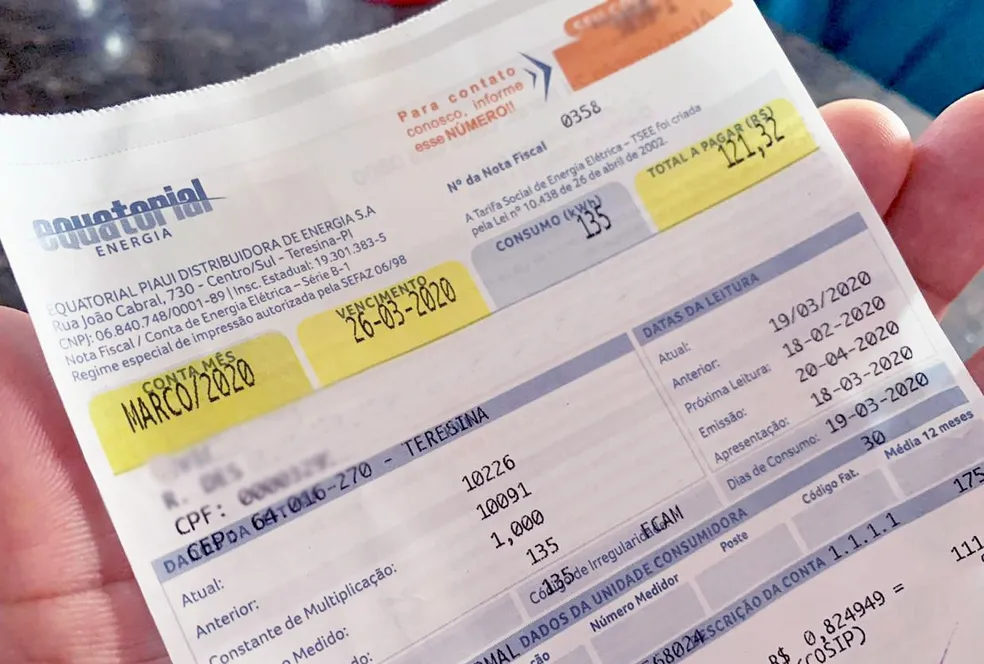 Para contato
conosco, informe
esse NÚMERO!!
equatorial
ENERGIA
EQUATORIAL PIAUI DISTRIBUIDORA DE ENERGIA S.A
Rua João Cabral, 730 - Centro/Sul - Teresina-PI
CNPJ: 06.840.748/0001-89 | Insc. Estadual: 19.301.383-5
Nota Fiscal / Conta de Energia Elétrica - Série B-1
Regime especial de Impressão autorizada pela SEFAZ 06/98
Nº da Nota Fiscal
0358
A Tarifa Social de Energia Elétrica - TSEE foi criada
pela Lei nº 10.438 de 26 de abril de 2002.
CONTA MÊS
MARCO/2020
VENCIMENTO
26-03-2020
CONSUMO (kWh)
135
TOTAL A PAGAR (R$)
121,32
R. DES
CPF:
CEP: 64.016-270 - TERESINA
Atual: 10226
Anterior: 10091
Constante de Multiplicação: 1,000
Medido: 135
135
Código de Irregularidade FCAM
DATAS DA LEITURA
Atual: 19/03/2020
Anterior: 18-02-2020
Próxima Leitura: 20-04-2020
Emissão: 18-03-2020
Apresentação: 19-03-2020
Dias de Consumo: 30
DADOS DA UNIDADE CONSUMIDORA
Número Medidor
Poste
Código Fat.
Média 12 meses
175
DESCRIÇÃO DA CONTA 1.1.1.1
R$ 0,824949 =
111